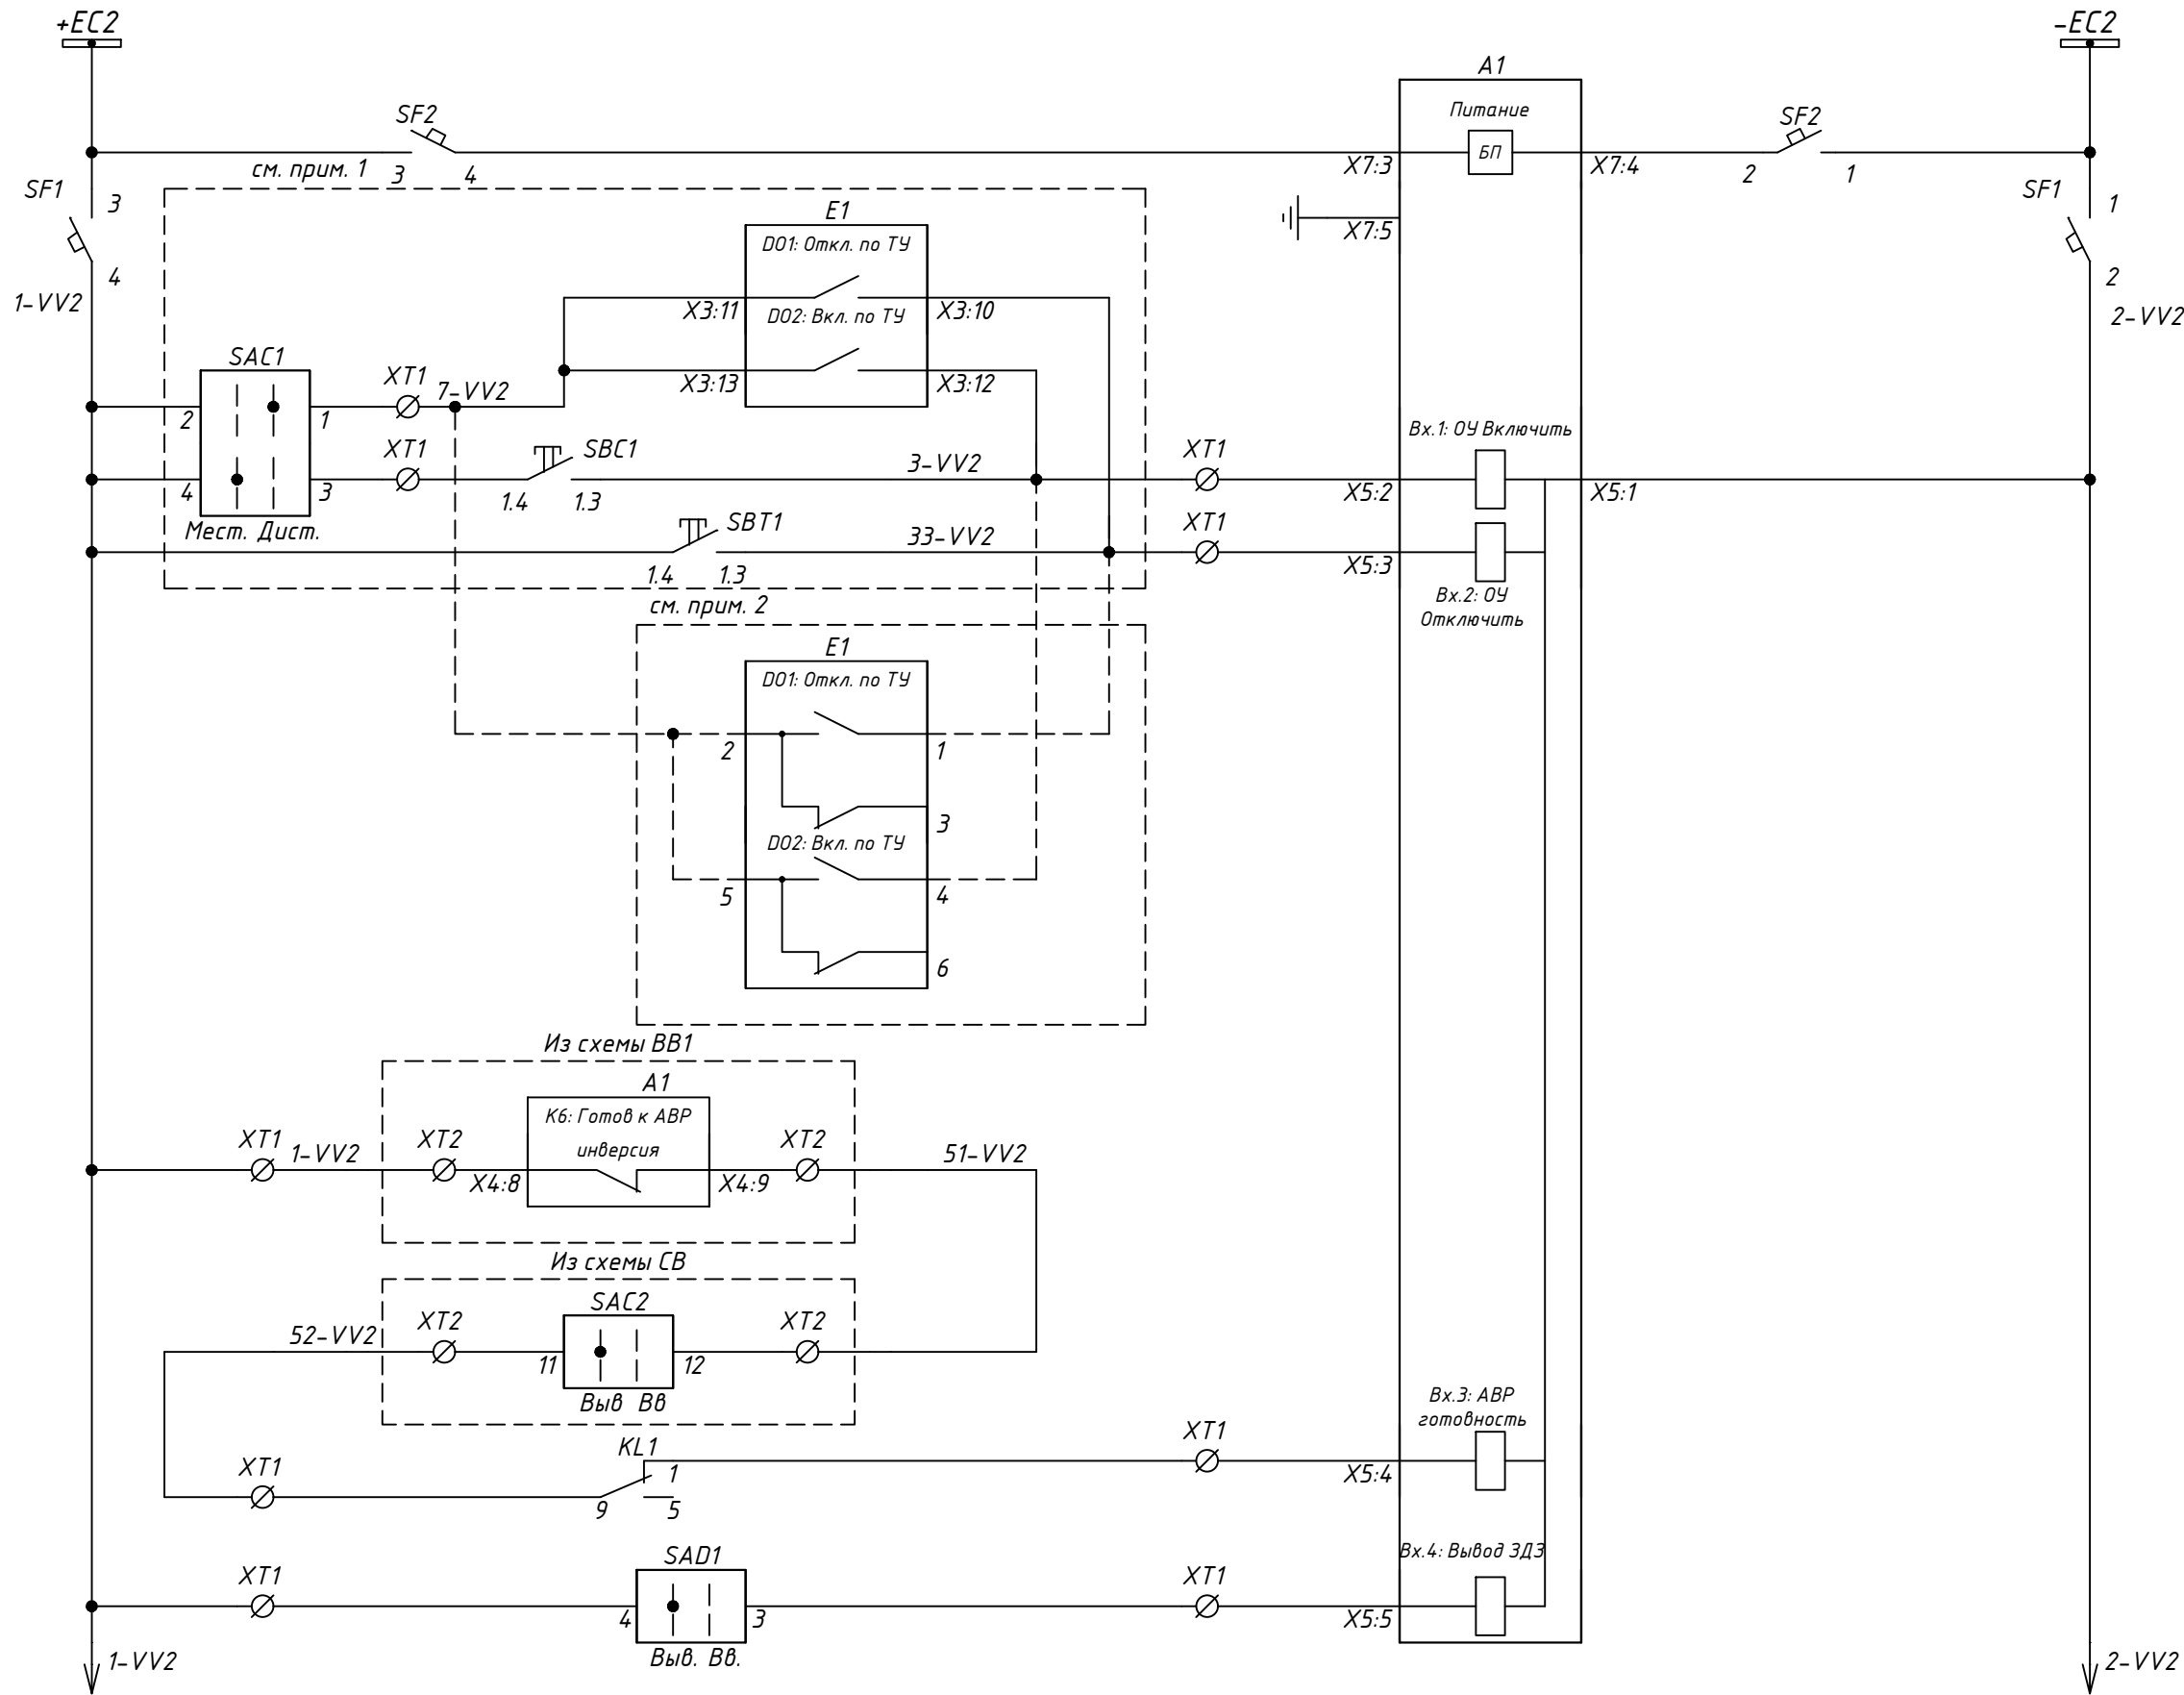 +EC2
-EC2
A1
Питание
SF2
SF2
БП
см. прим. 1
3
4
X7:3
X7:4
2
1
SF1
3
4
1-VV2
SF1
1
2
2-VV2
X7:5
E1
DO1: Откл. по ТУ
X3:11
X3:10
DO2: Вкл. по ТУ
X3:13
X3:12
SAC1
XT1
7-VV2
2
1
XT1
SBC1
3-VV2
XT1
Вх.1: ОУ Включить
4
3
1.4
1.3
X5:2
X5:1
Мест. Дист.
SBT1
33-VV2
XT1
1.4
1.3
X5:3
Вх.2: ОУ
Отключить
см. прим. 2
E1
DO1: Откл. по ТУ
2
1
3
DO2: Вкл. по ТУ
5
4
6
Из схемы ВВ1
A1
K6: Готов к АВР
инверсия
XT1
1-VV2
XT2
X4:8
X4:9
XT2
51-VV2
Из схемы СВ
SAC2
52-VV2
XT2
11
12
XT2
Выв Вв
Вх.3: АВР
готовность
KL1
XT1
XT1
1
9
5
X5:4
SAD1
Вх.4: Вывод ЗДЗ
XT1
4
3
XT1
X5:5
Выв. Вв.
1-VV2
2-VV2